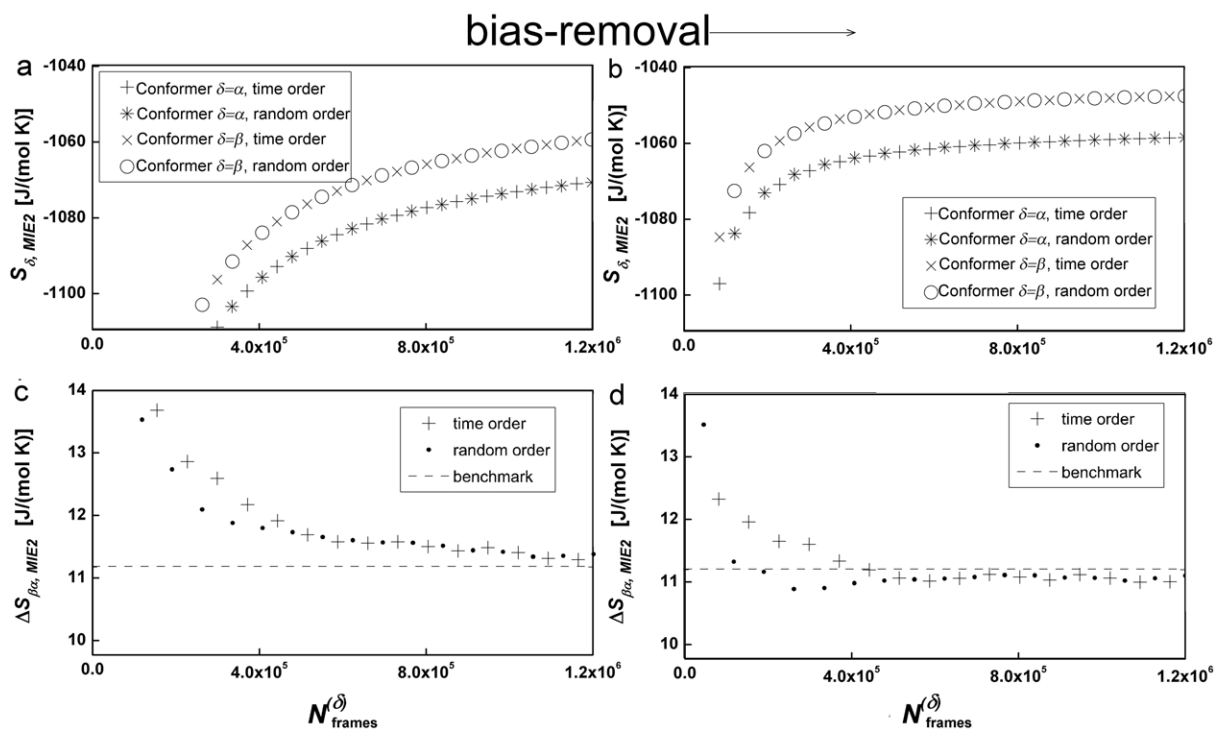 bias-removal
a
-1040
-1060
-1080
-1100
S δ, MIE2 [J/(mol K)]
Conformer δ=α, time order
Conformer δ=α, random order
Conformer δ=β, time order
Conformer δ=β, random order
0.0
4.0x10^5
8.0x10^5
1.2x10^6
b
-1040
-1060
-1080
-1100
S δ, MIE2 [J/(mol K)]
Conformer δ=α, time order
Conformer δ=α, random order
Conformer δ=β, time order
Conformer δ=β, random order
0.0
4.0x10^5
8.0x10^5
1.2x10^6
c
14
13
12
11
10
ΔS βα, MIE2 [J/(mol K)]
time order
random order
benchmark
0.0
4.0x10^5
8.0x10^5
1.2x10^6
N (δ) frames
d
14
13
12
11
10
ΔS βα, MIE2 [J/(mol K)]
time order
random order
benchmark
0.0
4.0x10^5
8.0x10^5
1.2x10^6
N (δ) frames